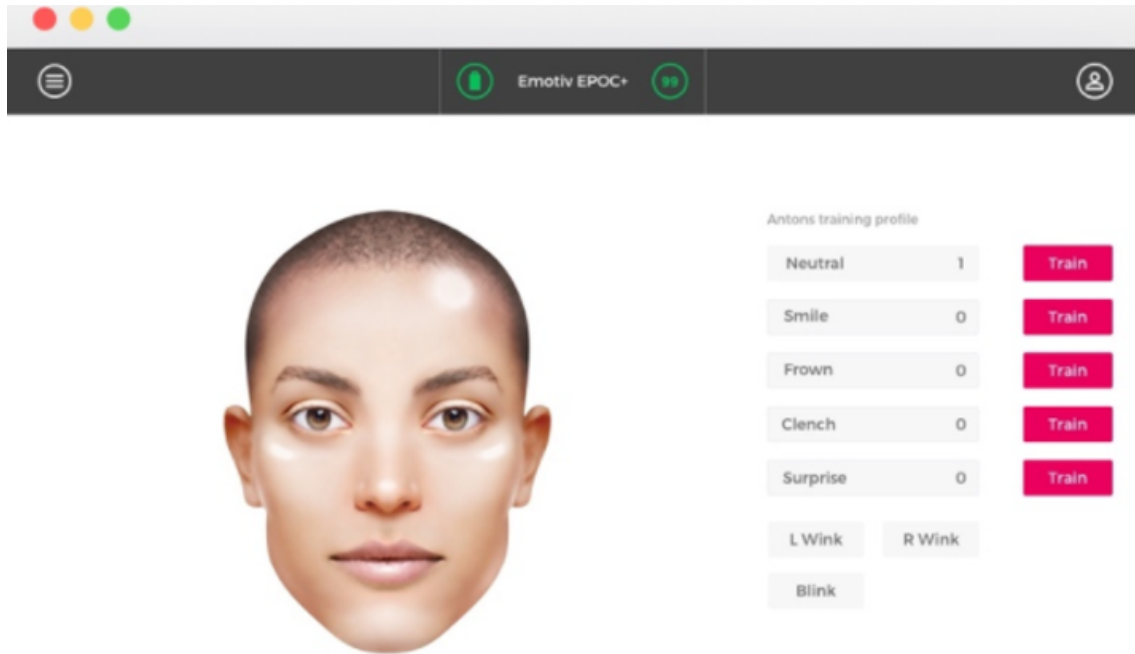 Emotiv EPOC+ 99
Antons training profile
Neutral 1 Train
Smile 0 Train
Frown 0 Train
Clench 0 Train
Surprise 0 Train
L Wink R Wink
Blink